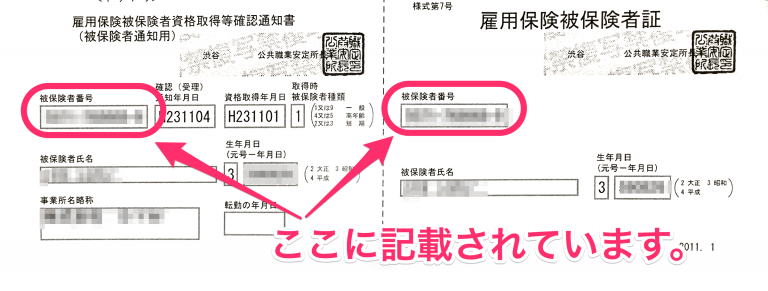 雇用保険被保険者資格取得等確認通知書
(被保険者通知用)
渋谷 公共職業安定所長
被保険者番号
確認(受理)
通知年月日
H231104
資格取得年月日
H231101
取得時
被保険者種類
1
1又は9 一般
4又は5 高年齢
2又は3 短期
被保険者氏名
生年月日
(元号-年月日)
3
2 大正 3 昭和
4 平成
事業所名略称
転勤の年月日
様式第7号
雇用保険被保険者証
渋谷 公共職業安定所長
被保険者番号
被保険者氏名
生年月日
(元号-年月日)
3
2 大正 3 昭和
4 平成
ここに記載されています。
2011. 1